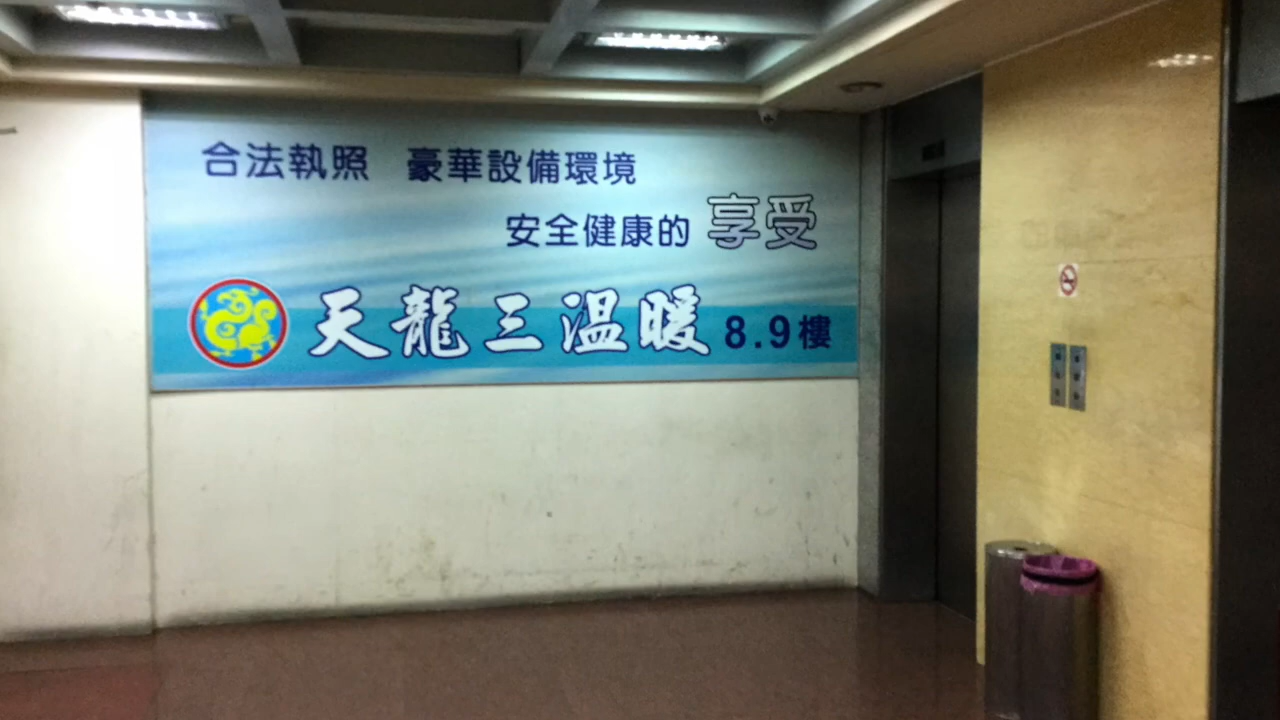 合法執照 豪華設備環境
安全健康的 享受
天龍三溫暖 8.9樓